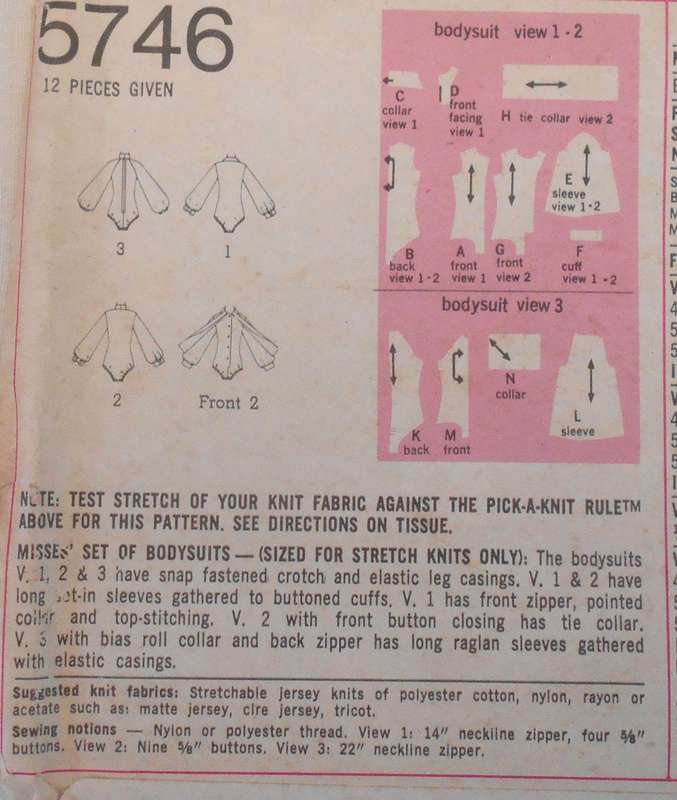 5746
12 PIECES GIVEN
3
1
2
Front 2
bodysuit view 1-2
C
collar
view 1
D
front
facing
view 1
H tie collar view 2
B
back
view 1-2
A
front
view 1
G
front
view 2
E
sleeve
view 1-2
F
cuff
view 1-2
bodysuit view 3
K
back
M
front
N
collar
L
sleeve
NOTE: TEST STRETCH OF YOUR KNIT FABRIC AGAINST THE PICK-A-KNIT RULE™
ABOVE FOR THIS PATTERN. SEE DIRECTIONS ON TISSUE.
MISSES' SET OF BODYSUITS — (SIZED FOR STRETCH KNITS ONLY): The bodysuits
V. 1, 2 & 3 have snap fastened crotch and elastic leg casings. V. 1 & 2 have
long set-in sleeves gathered to buttoned cuffs. V. 1 has front zipper, pointed
collar and top-stitching. V. 2 with front button closing has tie collar.
V. 3 with bias roll collar and back zipper has long raglan sleeves gathered
with elastic casings.
Suggested knit fabrics: Stretchable jersey knits of polyester cotton, nylon, rayon or
acetate such as: matte jersey, cire jersey, tricot.
Sewing notions — Nylon or polyester thread. View 1: 14" neckline zipper, four 5/8"
buttons. View 2: Nine 5/8" buttons. View 3: 22" neckline zipper.